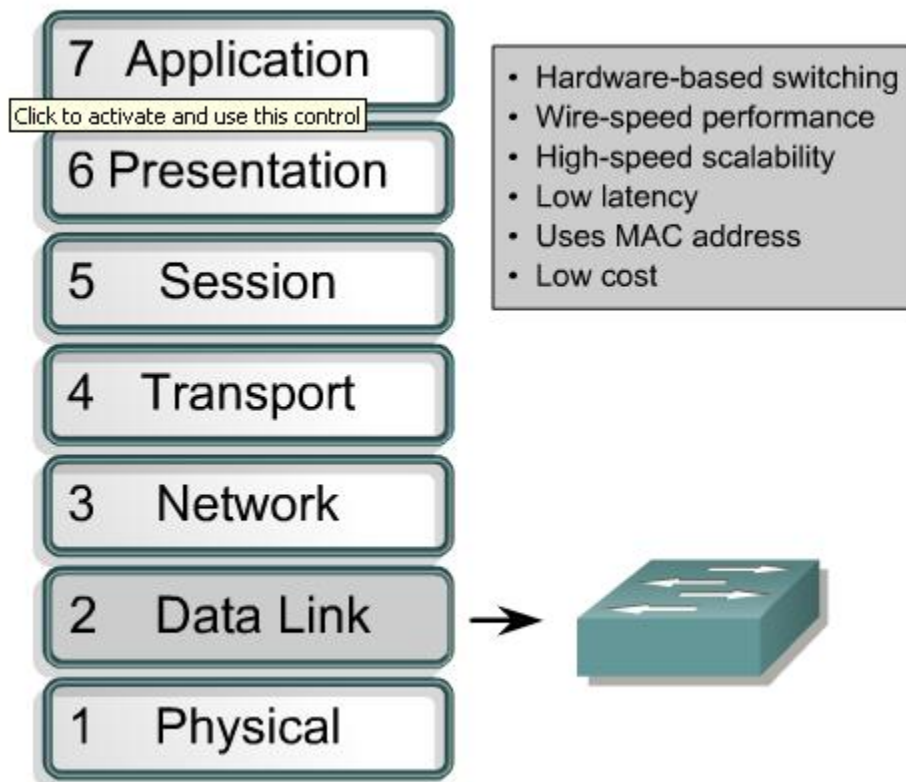 7 Application
Click to activate and use this control
6 Presentation
5 Session
4 Transport
3 Network
2 Data Link
1 Physical
• Hardware-based switching
• Wire-speed performance
• High-speed scalability
• Low latency
• Uses MAC address
• Low cost